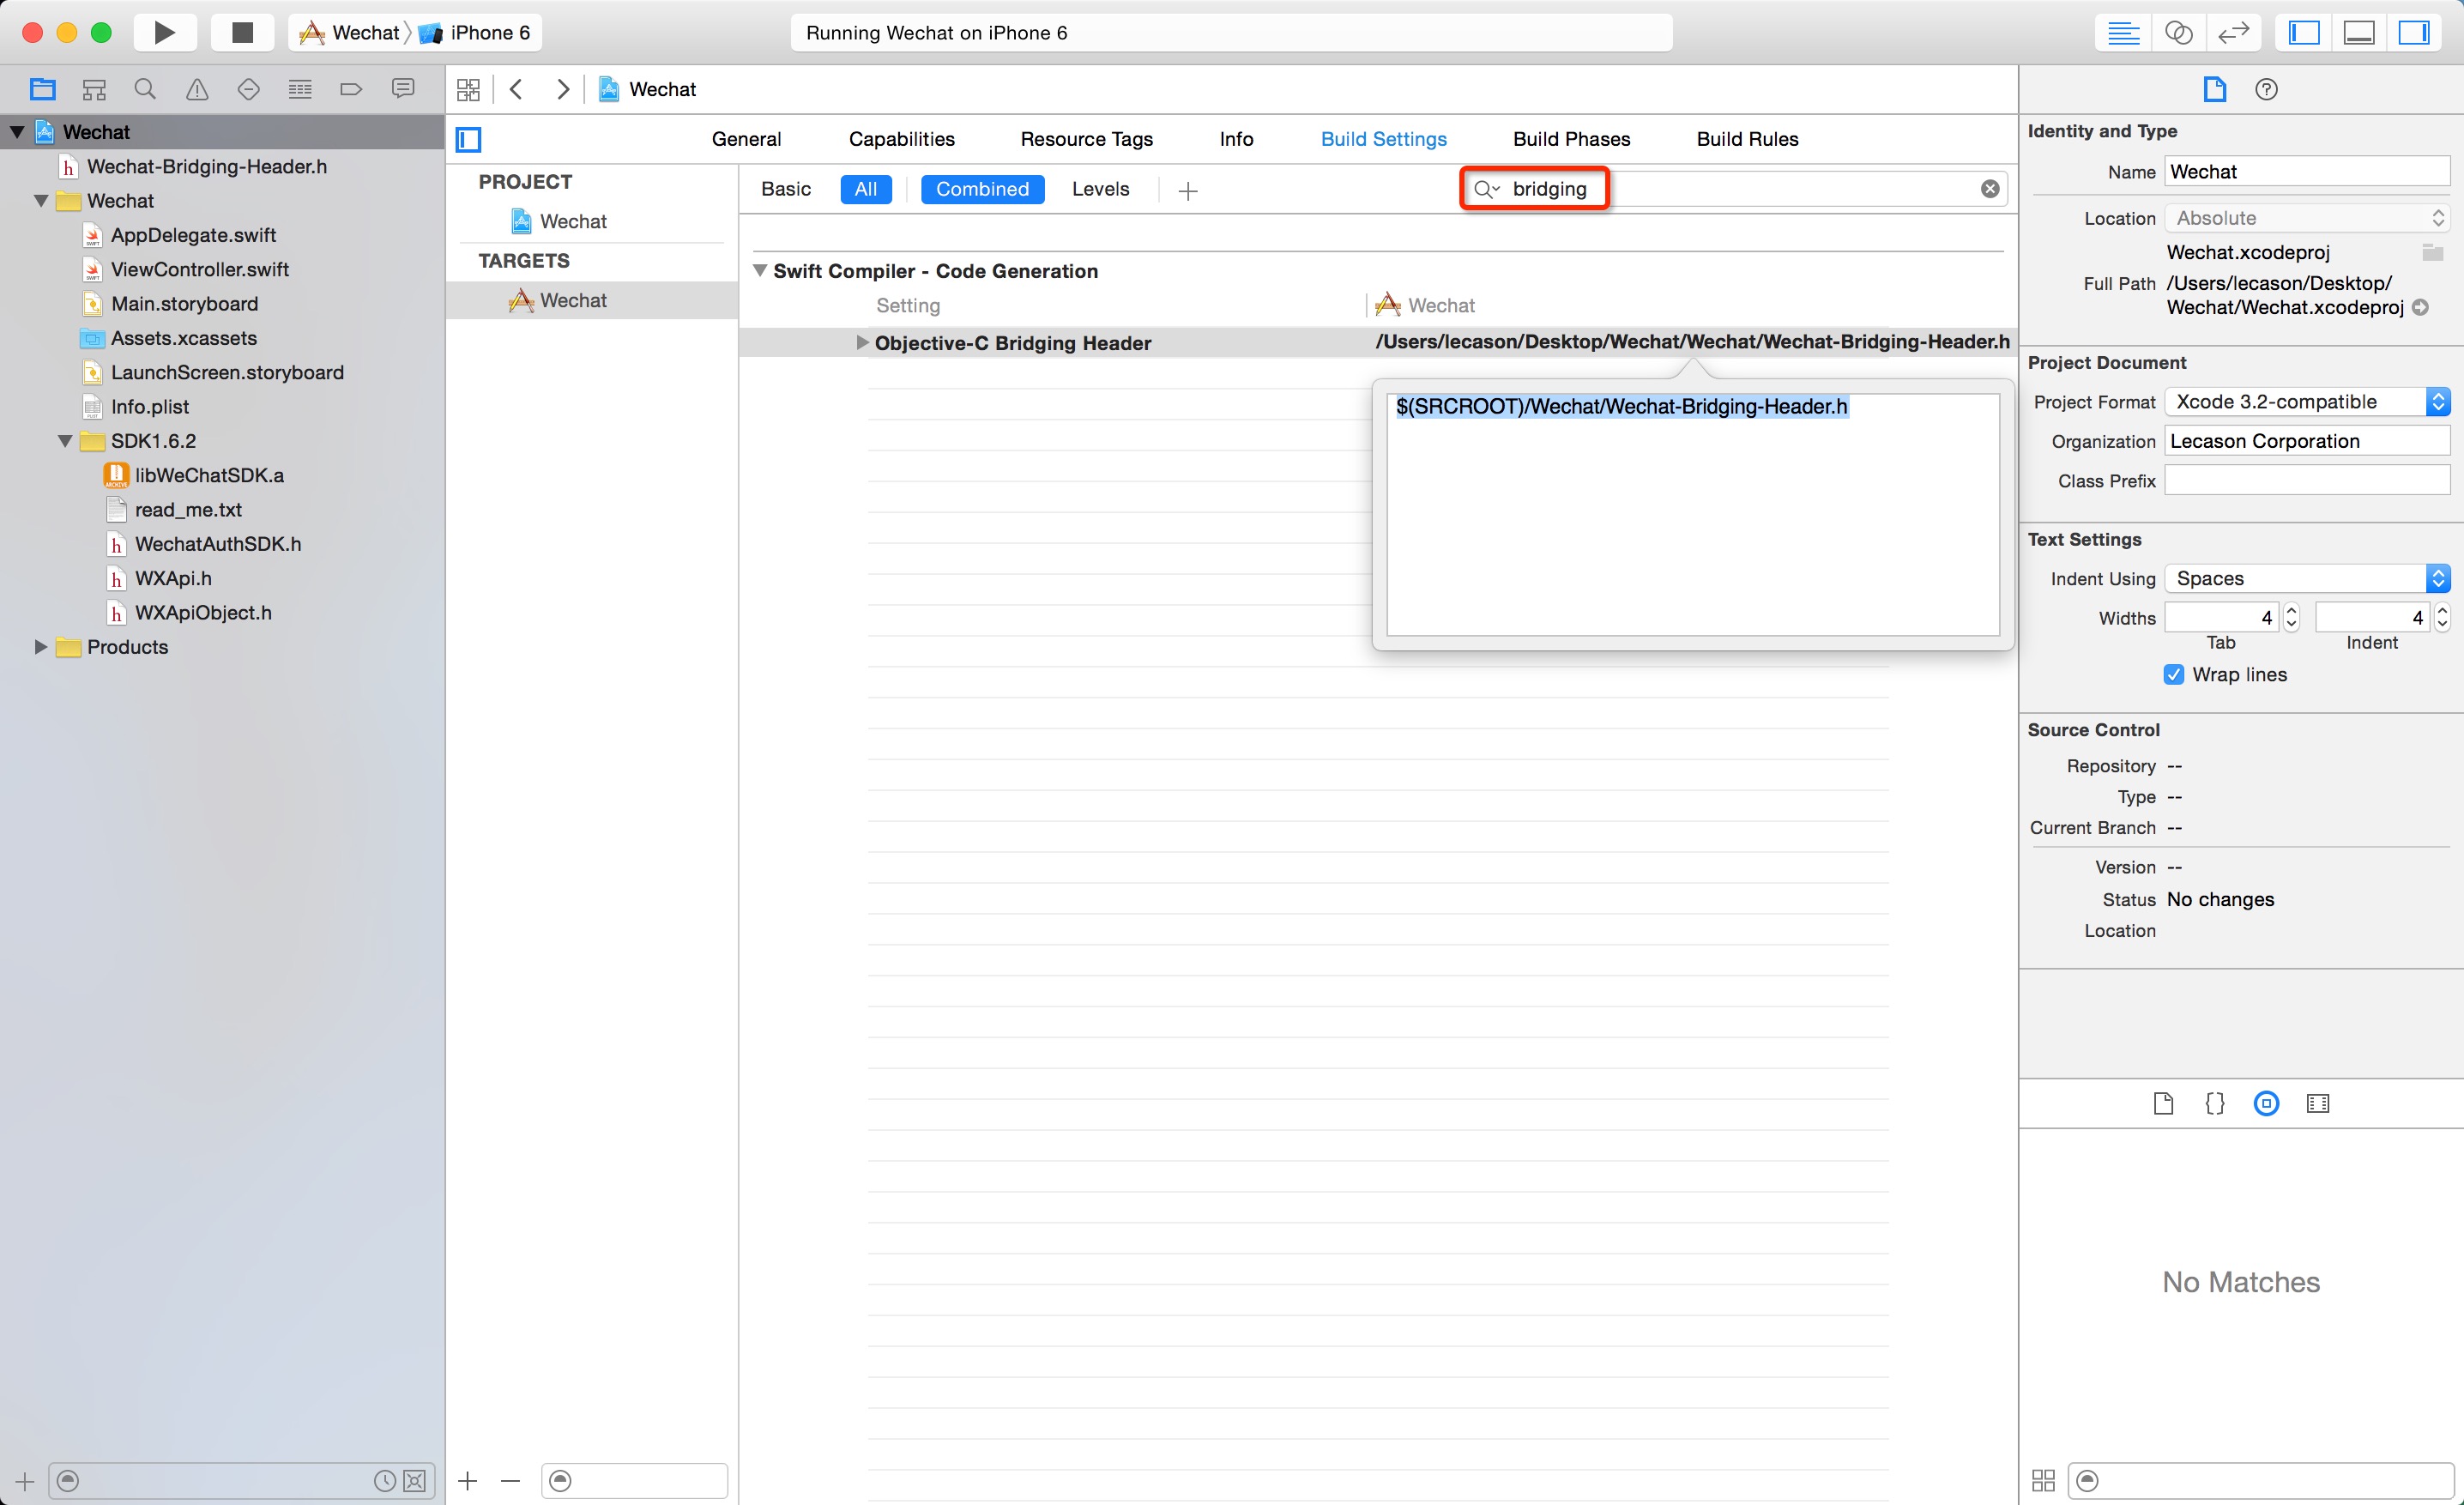 Wechat 〉 iPhone 6
Running Wechat on iPhone 6
Wechat
Wechat-Bridging-Header.h
Wechat
AppDelegate.swift
ViewController.swift
Main.storyboard
Assets.xcassets
LaunchScreen.storyboard
Info.plist
SDK1.6.2
libWeChatSDK.a
read_me.txt
WechatAuthSDK.h
WXApi.h
WXApiObject.h
Products
Wechat
General Capabilities Resource Tags Info Build Settings Build Phases Build Rules
PROJECT
Wechat
TARGETS
Wechat
Basic All Combined Levels + bridging
Swift Compiler - Code Generation
Setting Wechat
Objective-C Bridging Header /Users/lecason/Desktop/Wechat/Wechat/Wechat-Bridging-Header.h
$(SRCROOT)/Wechat/Wechat-Bridging-Header.h
Identity and Type
Name Wechat
Location Absolute
Wechat.xcodeproj
Full Path /Users/lecason/Desktop/
Wechat/Wechat.xcodeproj
Project Document
Project Format Xcode 3.2-compatible
Organization Lecason Corporation
Class Prefix
Text Settings
Indent Using Spaces
Widths 4 4
Tab Indent
Wrap lines
Source Control
Repository --
Type --
Current Branch --
Version --
Status No changes
Location
No Matches